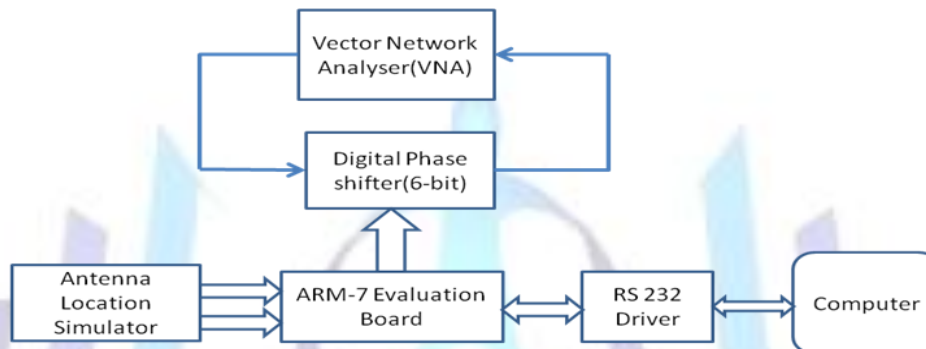 Vector Network
Analyser(VNA)
Digital Phase
shifter(6-bit)
Antenna
Location
Simulator
ARM-7 Evaluation
Board
RS 232
Driver
Computer